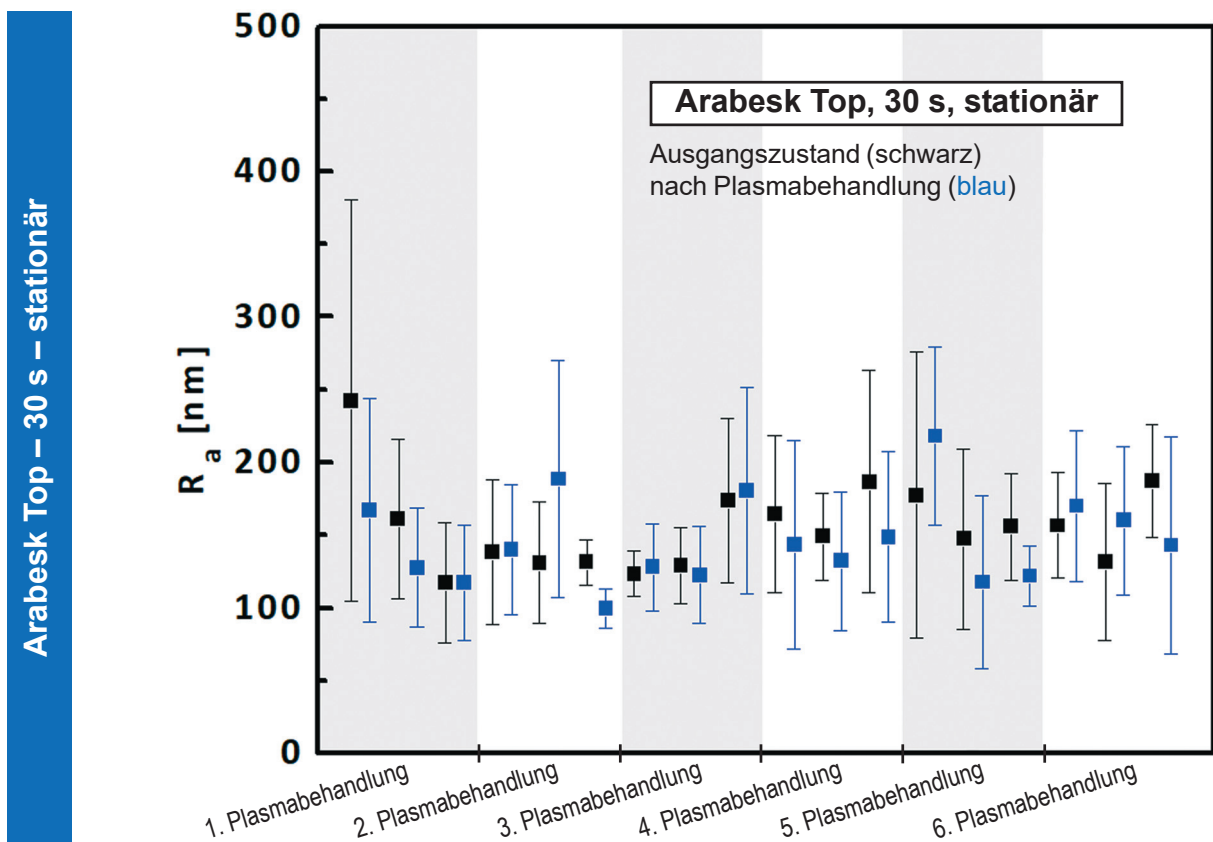 Arabesk Top – 30 s – stationär
R a [nm]
500
400
300
200
100
0
Arabesk Top, 30 s, stationär
Ausgangszustand (schwarz)
nach Plasmabehandlung (blau)
1. Plasmabehandlung
2. Plasmabehandlung
3. Plasmabehandlung
4. Plasmabehandlung
5. Plasmabehandlung
6. Plasmabehandlung